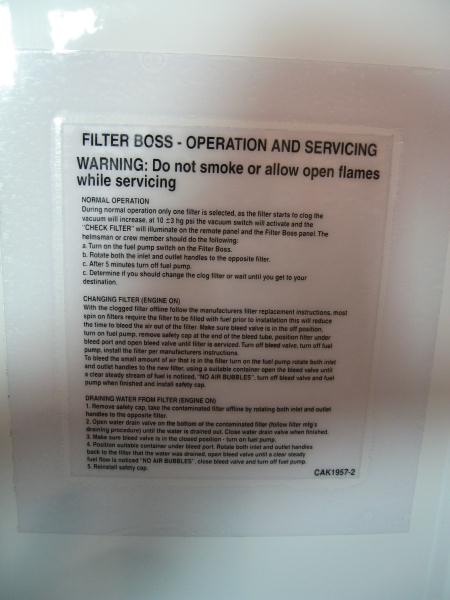 FILTER BOSS - OPERATION AND SERVICING
WARNING: Do not smoke or allow open flames
while servicing
NORMAL OPERATION
During normal operation only one filter is selected, as the filter starts to clog the
vacuum will increase, at 10 ±3 hg psi the vacuum switch will activate and the
"CHECK FILTER" will illuminate on the remote panel and the Filter Boss panel. The
helmsman or crew member should do the following:
a. Turn on the fuel pump switch on the Filter Boss.
b. Rotate both the inlet and outlet handles to the opposite filter.
c. After 5 minutes turn off fuel pump.
c. Determine if you should change the clog filter or wait until you get to your
destination.
CHANGING FILTER (ENGINE ON)
With the clogged filter offline follow the manufacturers filter replacement instructions, most
spin on filters require the filter to be filled with fuel prior to installation this will reduce
the time to bleed the air out of the filter. Make sure bleed valve is in the off position,
turn on fuel pump, remove safety cap at the end of the bleed tube, position filter under
bleed port and open bleed valve until filter is serviced. Turn off bleed valve, turn off fuel
pump, install the filter per manufacturers instructions.
To bleed the small amount of air that is in the filter turn on the fuel pump rotate both inlet
and outlet handles to the new filter, using a suitable container open the bleed valve until
a clear steady stream of fuel is noticed, "NO AIR BUBBLES", turn off bleed valve and fuel
pump when finished and install safety cap.
DRAINING WATER FROM FILTER (ENGINE ON)
1. Remove safety cap, take the contaminated filter offline by rotating both inlet and outlet
handles to the opposite filter.
2. Open water drain valve on the bottom of the contaminated filter (follow filter mfg's
draining procedure) until the water is drained out. Close water drain valve when finished.
3. Make sure bleed valve is in the closed position - turn on fuel pump.
4. Position suitable container under bleed port. Rotate both inlet and outlet handles
back to the filter that the water was drained, open bleed valve until a clear steady
fuel flow is noticed "NO AIR BUBBLES", close bleed valve and turn off fuel pump.
5. Reinstall safety cap.
CAK1957-2